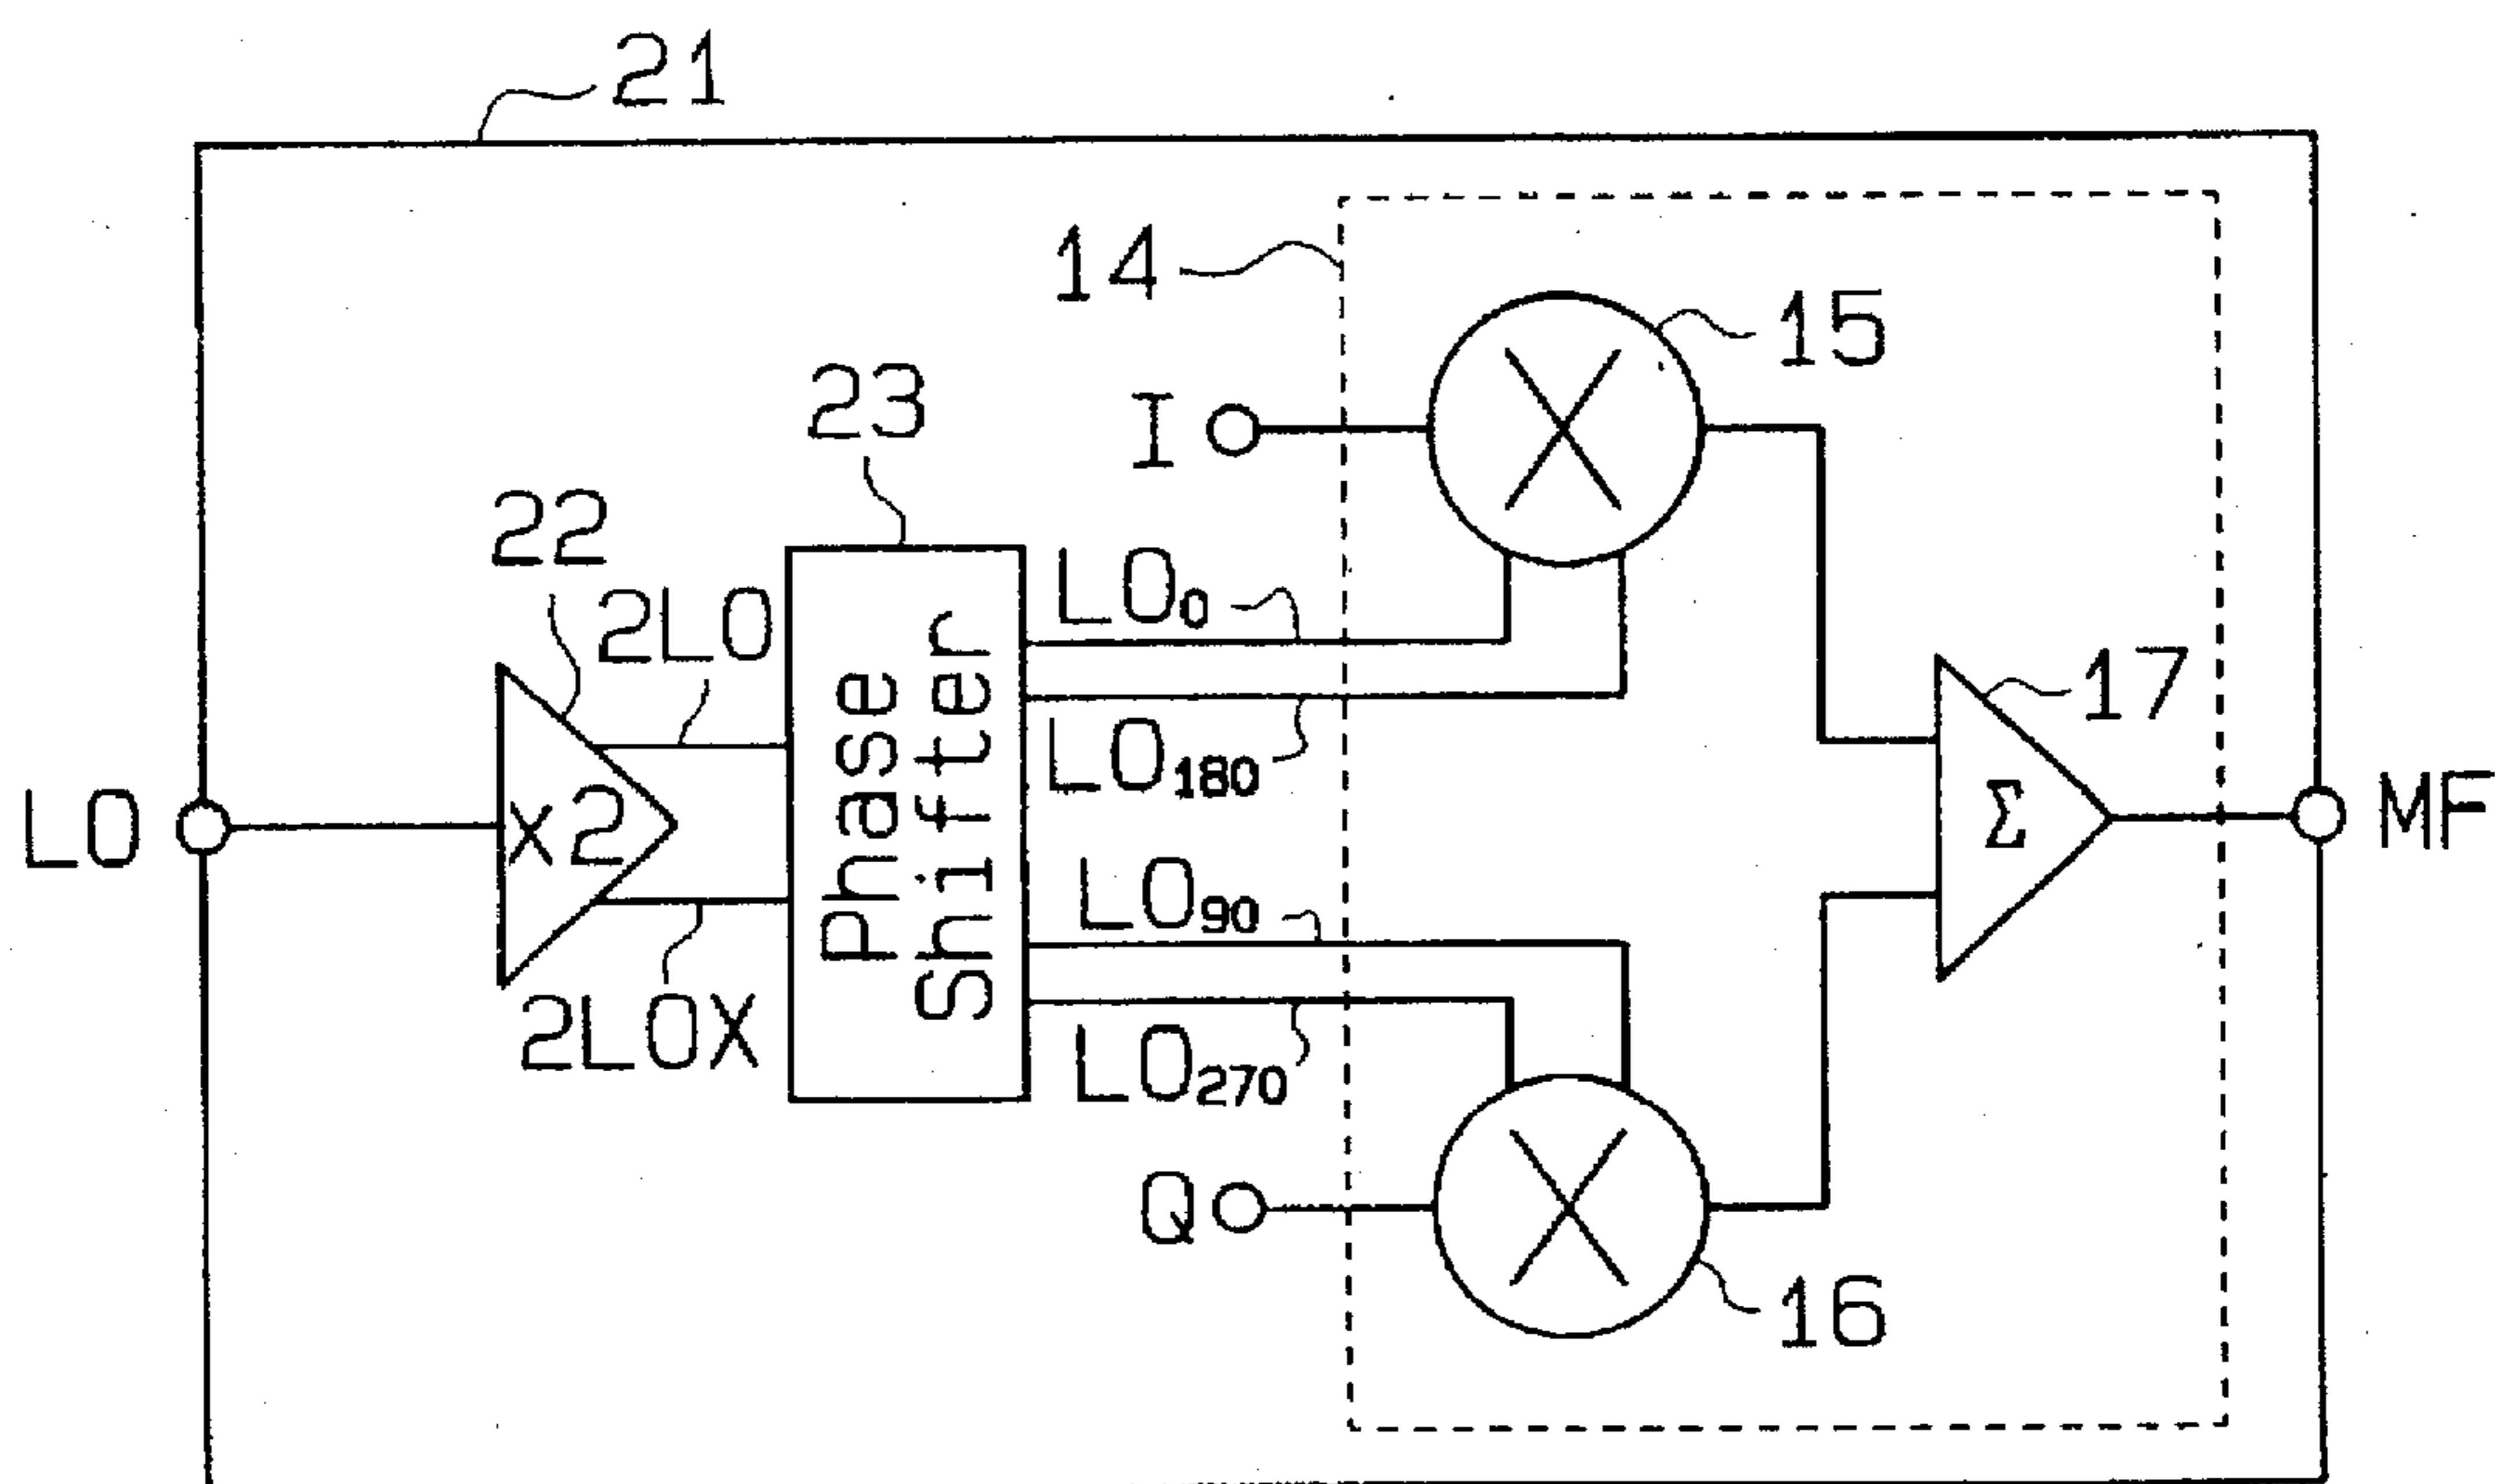 21
14
15
I
23
22
2LO
LO0
LO180
17
LO
x2
Phase
Shifter
Σ
MF
LO90
2LOX
LO270
Q
16